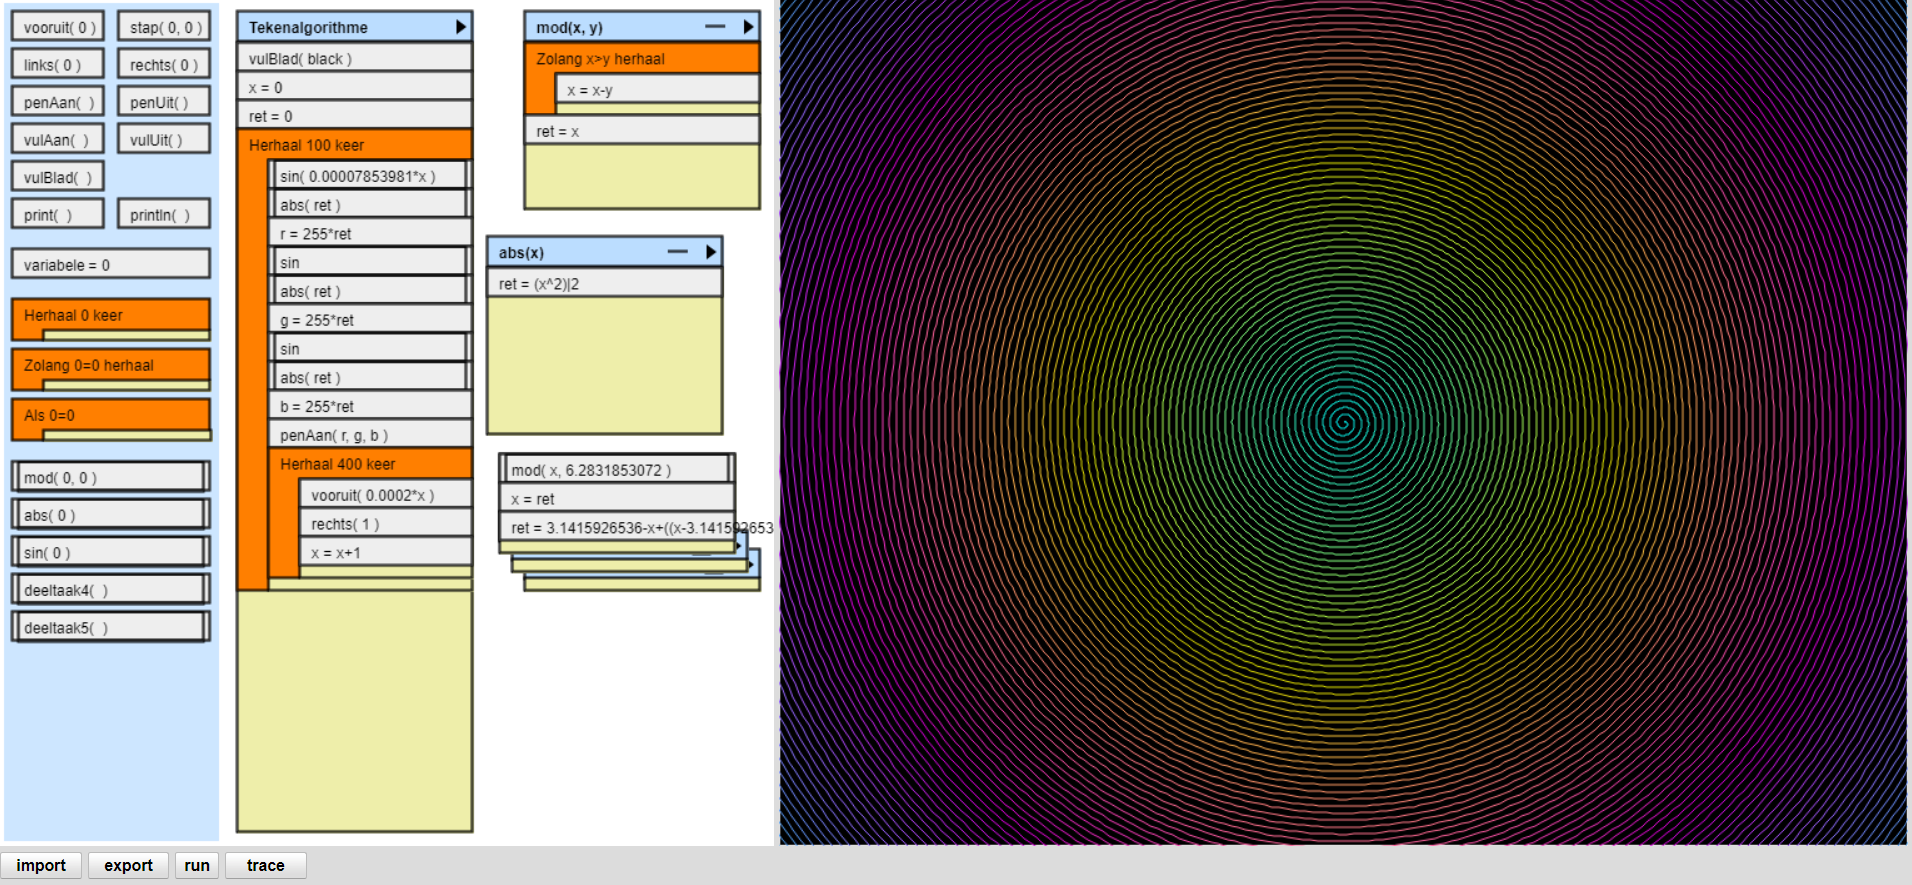 vooruit( 0 )
stap( 0, 0 )
links( 0 )
rechts( 0 )
penAan(  )
penUit( )
vulAan(  )
vulUit( )
vulBlad(  )
print(  )
println(  )
variabele = 0
Herhaal 0 keer
Zolang 0=0 herhaal
Als 0=0
mod( 0, 0 )
abs( 0 )
sin( 0 )
deeltaak4(  )
deeltaak5(  )
Tekenalgorithme
vulBlad( black )
x = 0
ret = 0
Herhaal 100 keer
sin( 0.00007853981*x )
abs( ret )
r = 255*ret
sin
abs( ret )
g = 255*ret
sin
abs( ret )
b = 255*ret
penAan( r, g, b )
Herhaal 400 keer
vooruit( 0.0002*x )
rechts( 1 )
x = x+1
mod(x, y)
Zolang x>y herhaal
x = x-y
ret = x
abs(x)
ret = (x^2)|2
mod( x, 6.2831853072 )
x = ret
ret = 3.1415926536-x+((x-3.141592653
import
export
run
trace